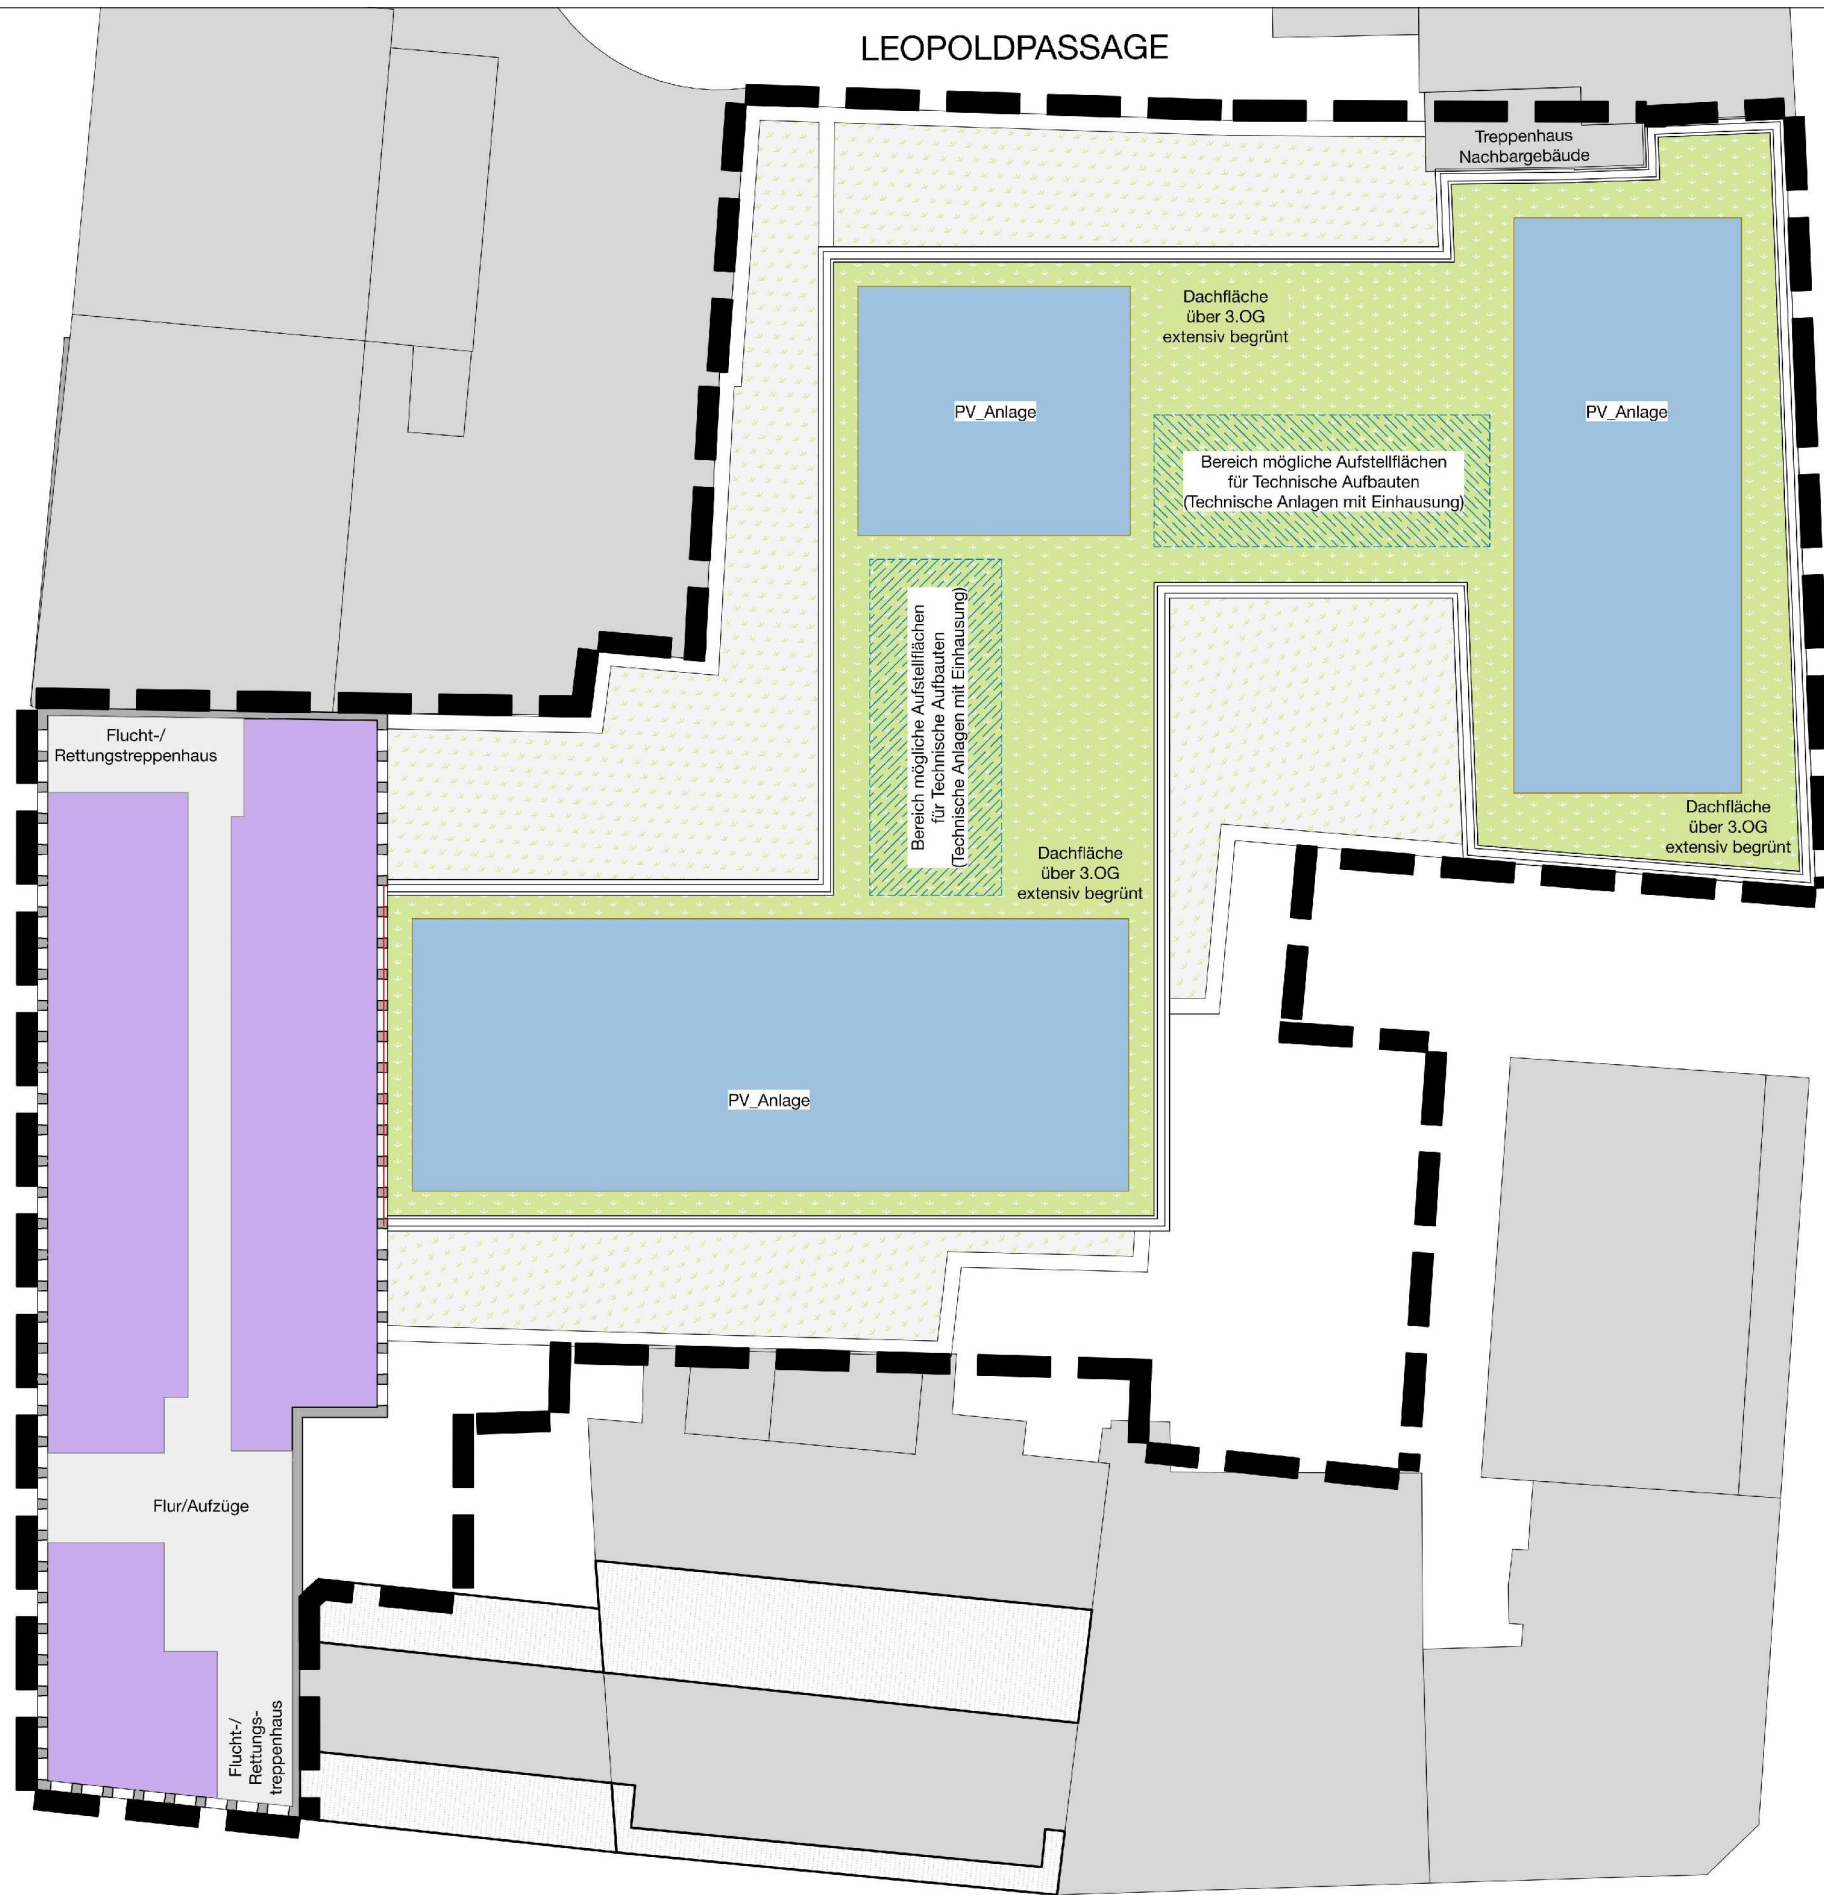 LEOPOLDPASSAGE
Treppenhaus
Nachbargebäude
Dachfläche
über 3.OG
extensiv begrünt
PV_Anlage
PV_Anlage
Bereich mögliche Aufstellflächen
für Technische Aufbauten
(Technische Anlagen mit Einhausung)
Bereich mögliche Aufstellflächen
für Technische Aufbauten
(Technische Anlagen mit Einhausung)
Flucht-/
Rettungstreppenhaus
Dachfläche
über 3.OG
extensiv begrünt
Dachfläche
über 3.OG
extensiv begrünt
PV_Anlage
Flur/Aufzüge
Flucht-/
Rettungs-
treppenhaus